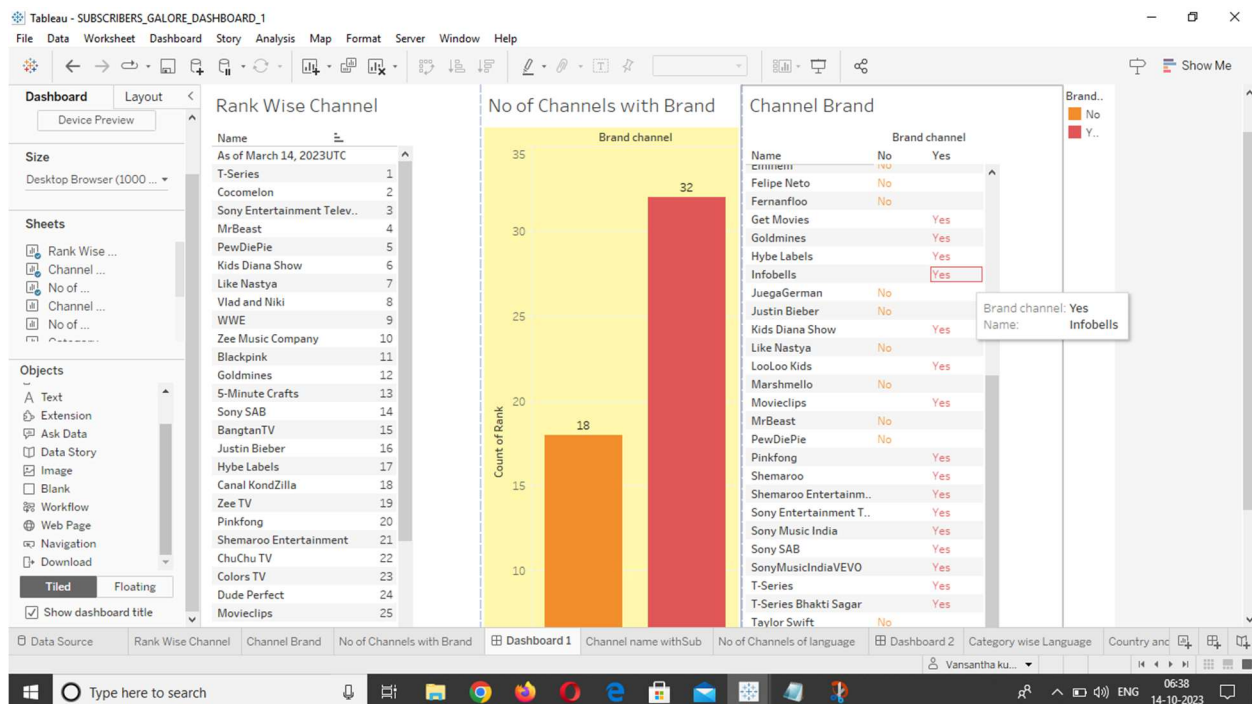 Tableau - SUBSCRIBERS_GALORE_DASHBOARD_1
File Data Worksheet Dashboard Story Analysis Map Format Server Window Help
Show Me
Dashboard Layout
Device Preview
Size
Desktop Browser (1000 ...
Sheets
Rank Wise ...
Channel ...
No of ...
Channel ...
No of ...
Objects
Text
Extension
Ask Data
Data Story
Image
Blank
Workflow
Web Page
Navigation
Download
Tiled Floating
Show dashboard title
Rank Wise Channel
Name
As of March 14, 2023UTC
T-Series 1
Cocomelon 2
Sony Entertainment Telev.. 3
MrBeast 4
PewDiePie 5
Kids Diana Show 6
Like Nastya 7
Vlad and Niki 8
WWE 9
Zee Music Company 10
Blackpink 11
Goldmines 12
5-Minute Crafts 13
Sony SAB 14
BangtanTV 15
Justin Bieber 16
Hybe Labels 17
Canal KondZilla 18
Zee TV 19
Pinkfong 20
Shemaroo Entertainment 21
ChuChu TV 22
Colors TV 23
Dude Perfect 24
Movieclips 25
No of Channels with Brand
Brand channel
35
32
30
25
20
18
15
10
Count of Rank
Channel Brand
Brand channel
Name No Yes
Eminem No
Felipe Neto No
Fernanfloo No
Get Movies Yes
Goldmines Yes
Hybe Labels Yes
Infobells Yes
JuegaGerman No
Justin Bieber No
Kids Diana Show Yes
Like Nastya No
LooLoo Kids Yes
Marshmello No
Movieclips Yes
MrBeast No
PewDiePie No
Pinkfong Yes
Shemaroo Yes
Shemaroo Entertainm.. Yes
Sony Entertainment T.. Yes
Sony Music India Yes
Sony SAB Yes
SonyMusicIndiaVEVO Yes
T-Series Yes
T-Series Bhakti Sagar Yes
Taylor Swift No
Brand channel: Yes
Name: Infobells
Brand..
No
Y..
Data Source Rank Wise Channel Channel Brand No of Channels with Brand Dashboard 1 Channel name withSub No of Channels of language Dashboard 2 Category wise Language Country anc
Vansantha ku...
Type here to search
ENG
06:38
14-10-2023